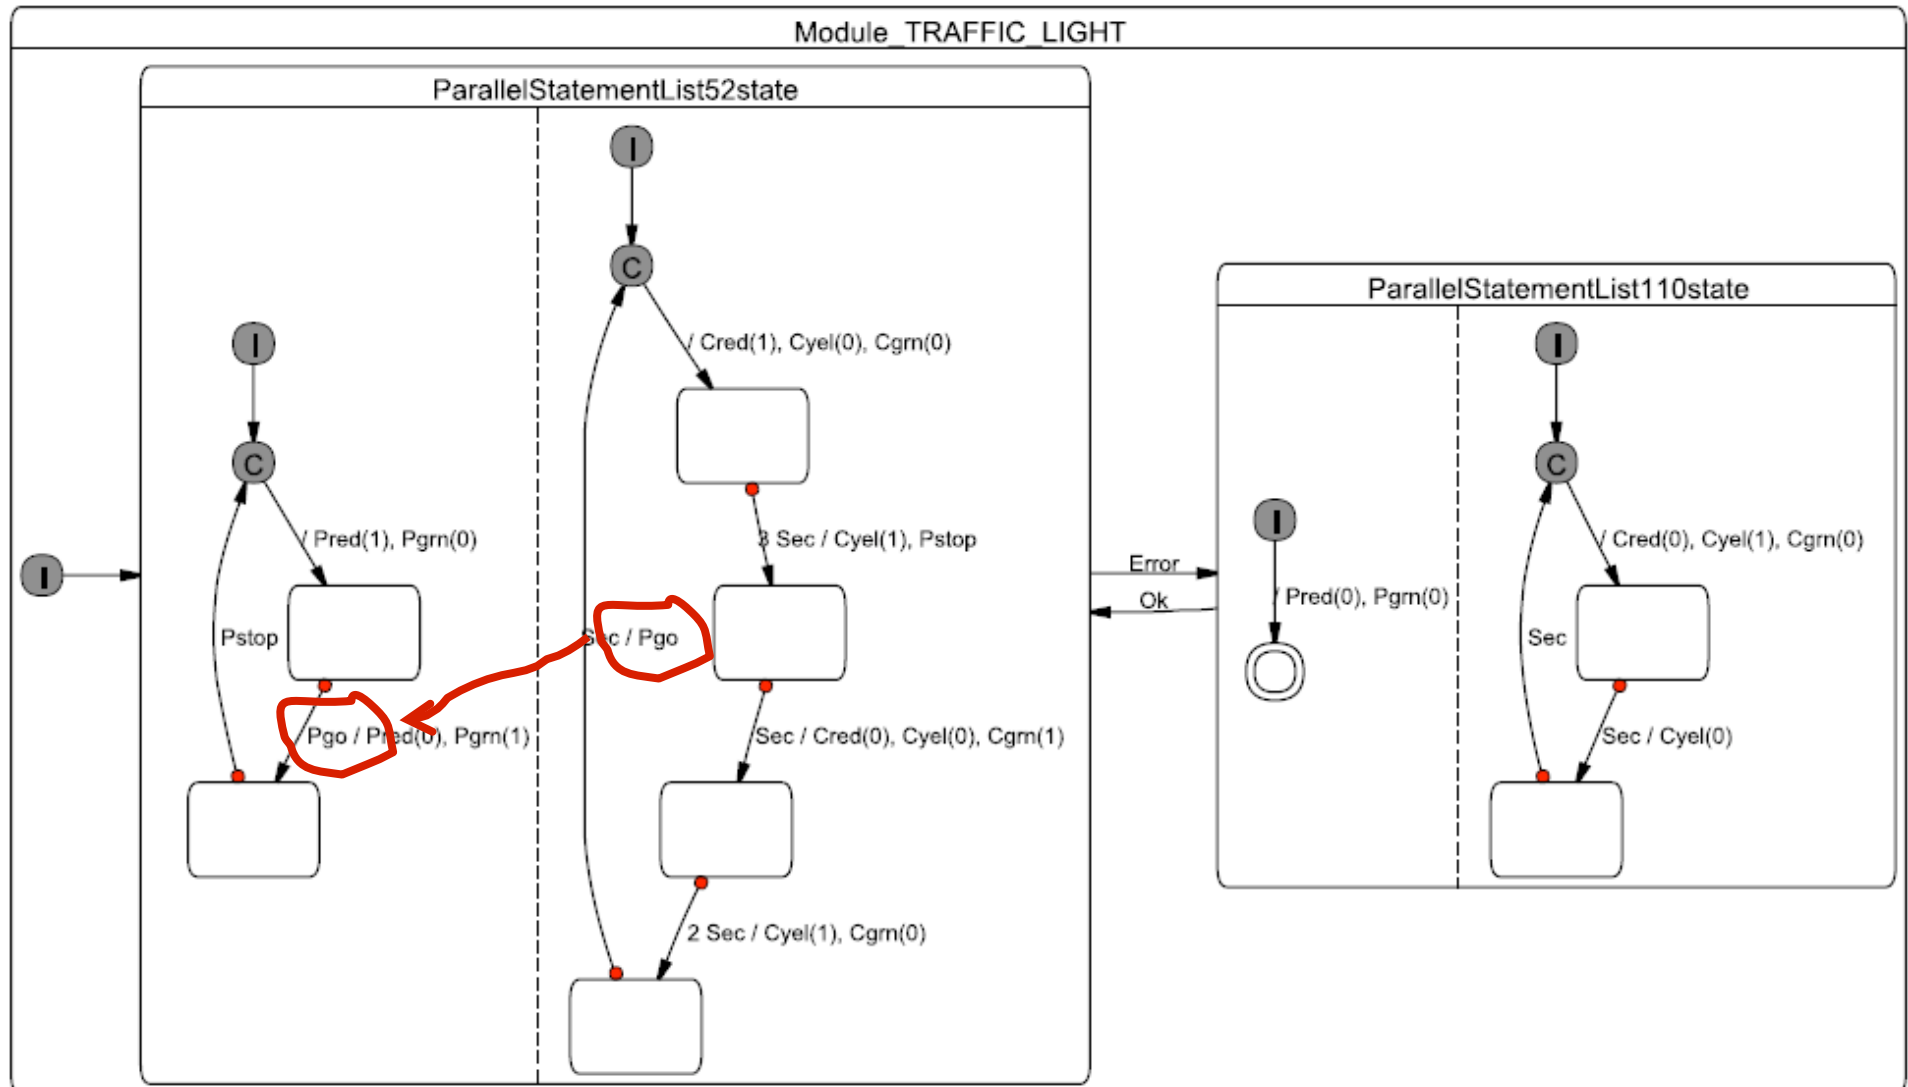 Module_TRAFFIC_LIGHT
ParallelStatementList52state
I
C
/ Cred(1), Cyel(0), Cgrn(0)
3 Sec / Cyel(1), Pstop
Sec / Pgo
Sec / Cred(0), Cyel(0), Cgrn(1)
2 Sec / Cyel(1), Cgrn(0)
I
C
/ Pred(1), Pgrn(0)
Pstop
Pgo / Pred(0), Pgrn(1)
I
Error
Ok
ParallelStatementList110state
I
/ Pred(0), Pgrn(0)
I
C
/ Cred(0), Cyel(1), Cgrn(0)
Sec
Sec / Cyel(0)